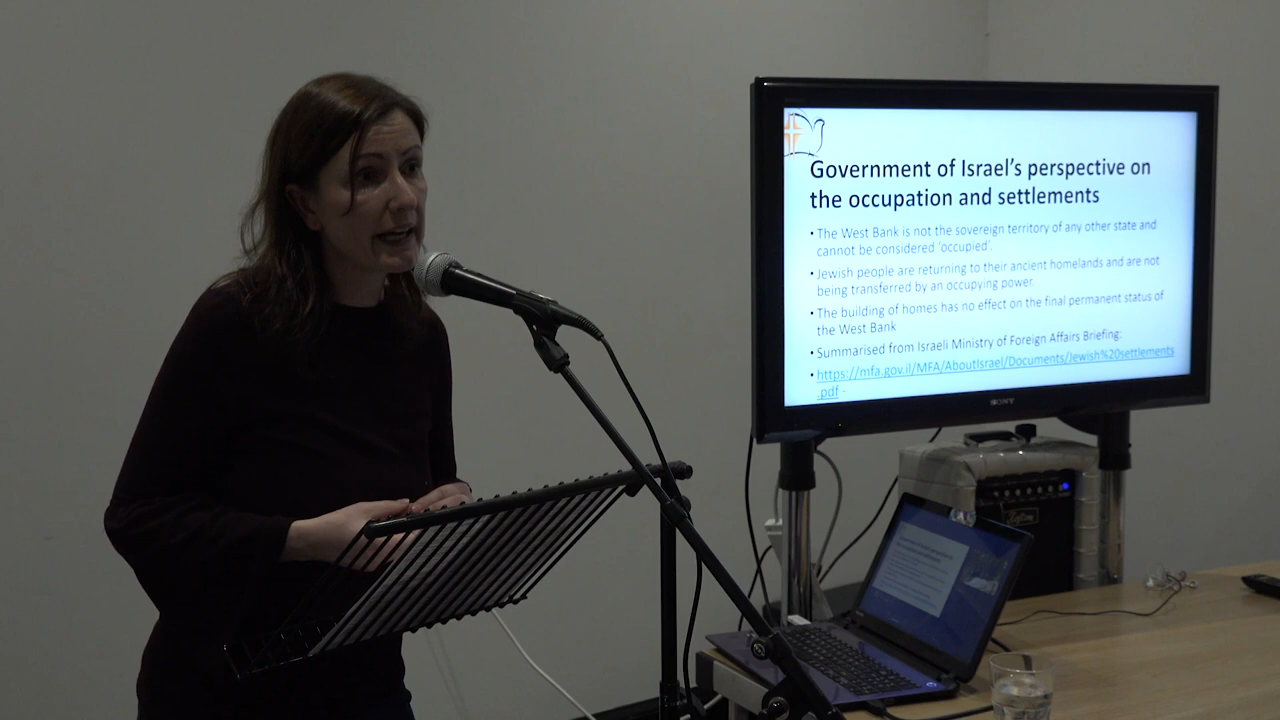 Government of Israel's perspective on
the occupation and settlements
• The West Bank is not the sovereign territory of any other state and
cannot be considered 'occupied'.
• Jewish people are returning to their ancient homelands and are not
being transferred by an occupying power.
• The building of homes has no effect on the final permanent status of
the West Bank
• Summarised from Israeli Ministry of Foreign Affairs Briefing:
• https://mfa.gov.il/MFA/AboutIsrael/Documents/Jewish%20settlements
.pdf -
SONY